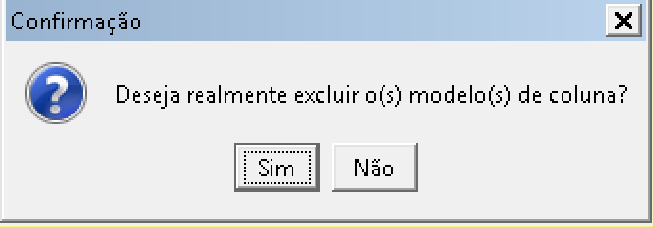 Confirmação
Deseja realmente excluir o(s) modelo(s) de coluna?
Sim Não